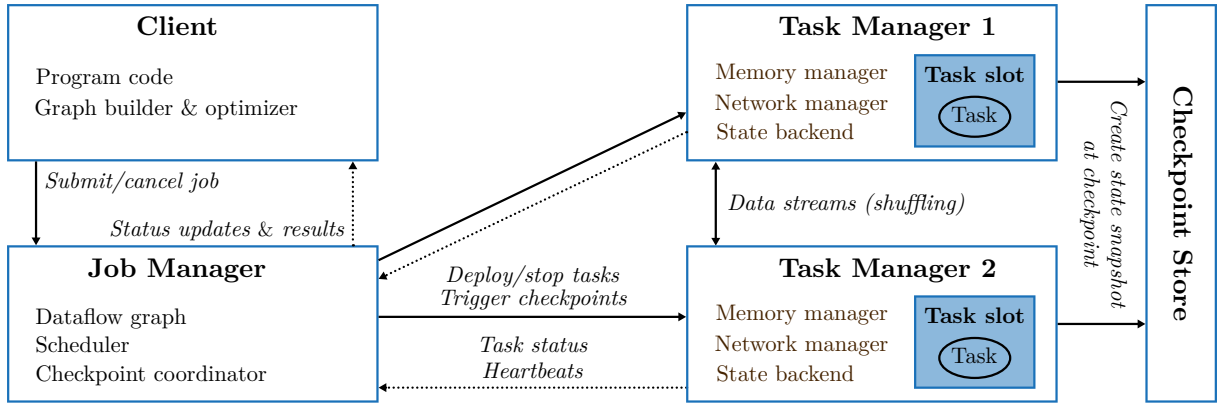 Client
Program code
Graph builder & optimizer
Submit/cancel job
Status updates & results
Job Manager
Dataflow graph
Scheduler
Checkpoint coordinator
Deploy/stop tasks
Trigger checkpoints
Task status
Heartbeats
Task Manager 1
Memory manager
Network manager
State backend
Task slot
Task
Data streams (shuffling)
Task Manager 2
Memory manager
Network manager
State backend
Task slot
Task
Create state snapshot
at checkpoint
Checkpoint Store